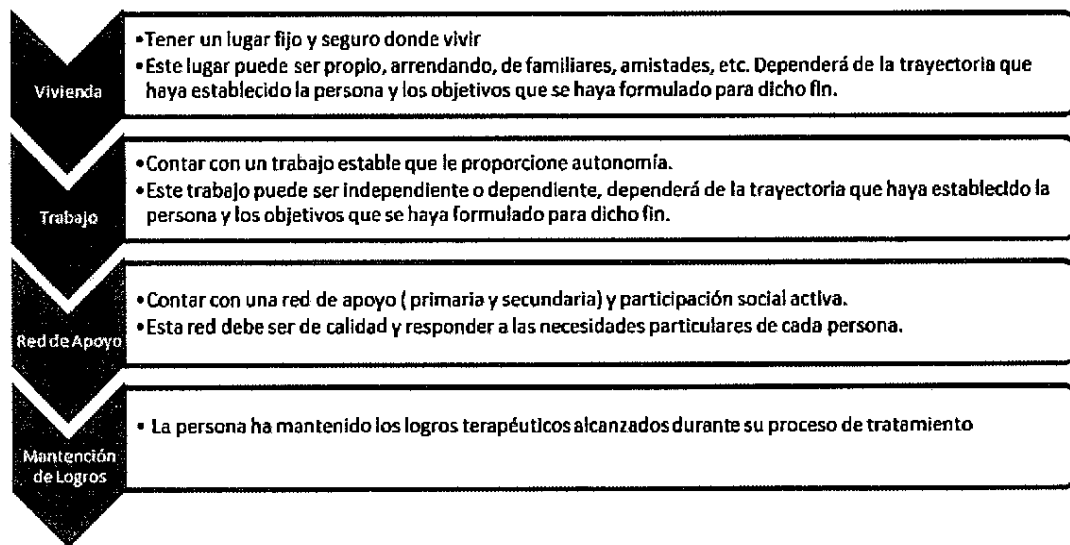 Vivienda
•Tener un lugar fijo y seguro donde vivir
•Este lugar puede ser propio, arrendando, de familiares, amistades, etc. Dependerá de la trayectoria que
haya establecido la persona y los objetivos que se haya formulado para dicho fin.
Trabajo
•Contar con un trabajo estable que le proporcione autonomía.
•Este trabajo puede ser independiente o dependiente, dependerá de la trayectoria que haya establecido la
persona y los objetivos que se haya formulado para dicho fin.
Red de Apoyo
•Contar con una red de apoyo ( primaria y secundaria) y participación social activa.
•Esta red debe ser de calidad y responder a las necesidades particulares de cada persona.
Mantención
de Logros
• La persona ha mantenido los logros terapéuticos alcanzados durante su proceso de tratamiento